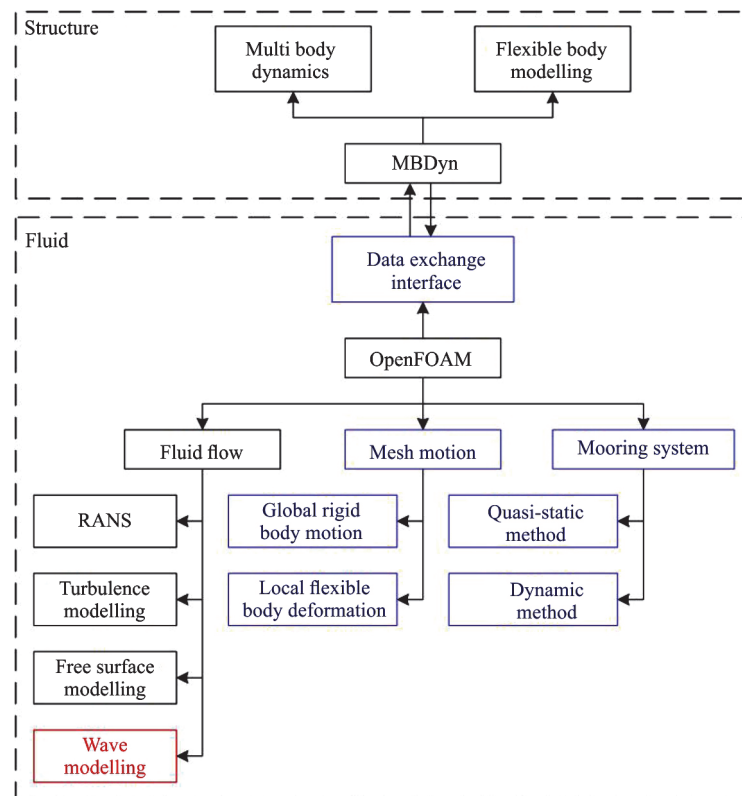 Structure
Multi body
dynamics
Flexible body
modelling
MBDyn
Fluid
Data exchange
interface
OpenFOAM
Fluid flow
Mesh motion
Mooring system
RANS
Global rigid
body motion
Quasi-static
method
Turbulence
modelling
Local flexible
body deformation
Dynamic
method
Free surface
modelling
Wave
modelling